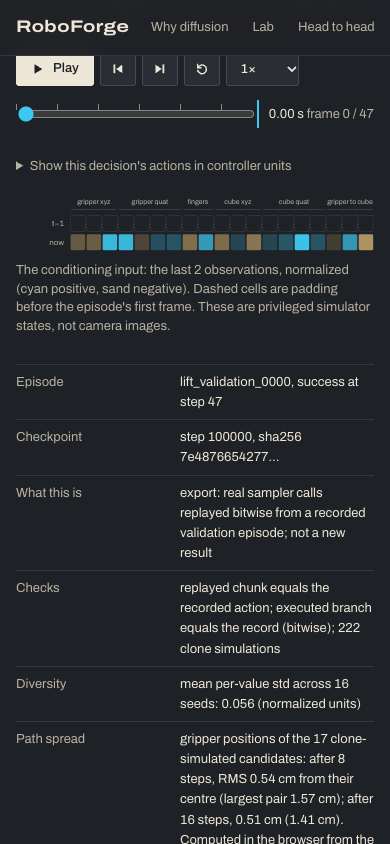 RoboForge Why diffusion Lab Head to head
Play 1×
0.00 s frame 0 / 47
Show this decision's actions in controller units
gripper xyz gripper quat fingers cube xyz cube quat gripper to cube
t−1
now
The conditioning input: the last 2 observations, normalized
(cyan positive, sand negative). Dashed cells are padding
before the episode's first frame. These are privileged simulator
states, not camera images.
Episode lift_validation_0000, success at
step 47
Checkpoint step 100000, sha256
7e4876654277…
What this is export: real sampler calls
replayed bitwise from a recorded
validation episode; not a new
result
Checks replayed chunk equals the
recorded action; executed branch
equals the record (bitwise); 222
clone simulations
Diversity mean per-value std across 16
seeds: 0.056 (normalized units)
Path spread gripper positions of the 17 clone-
simulated candidates: after 8
steps, RMS 0.54 cm from their
centre (largest pair 1.57 cm); after
16 steps, 0.51 cm (1.41 cm).
Computed in the browser from the